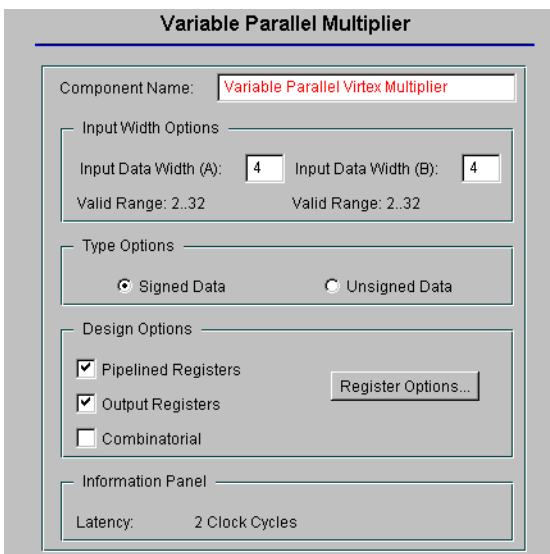 Variable Parallel Multiplier
Component Name: Variable Parallel Virtex Multiplier
Input Width Options
Input Data Width (A): 4 Input Data Width (B): 4
Valid Range: 2..32 Valid Range: 2..32
Type Options
Signed Data Unsigned Data
Design Options
Pipelined Registers
Register Options...
Output Registers
Combinatorial
Information Panel
Latency: 2 Clock Cycles